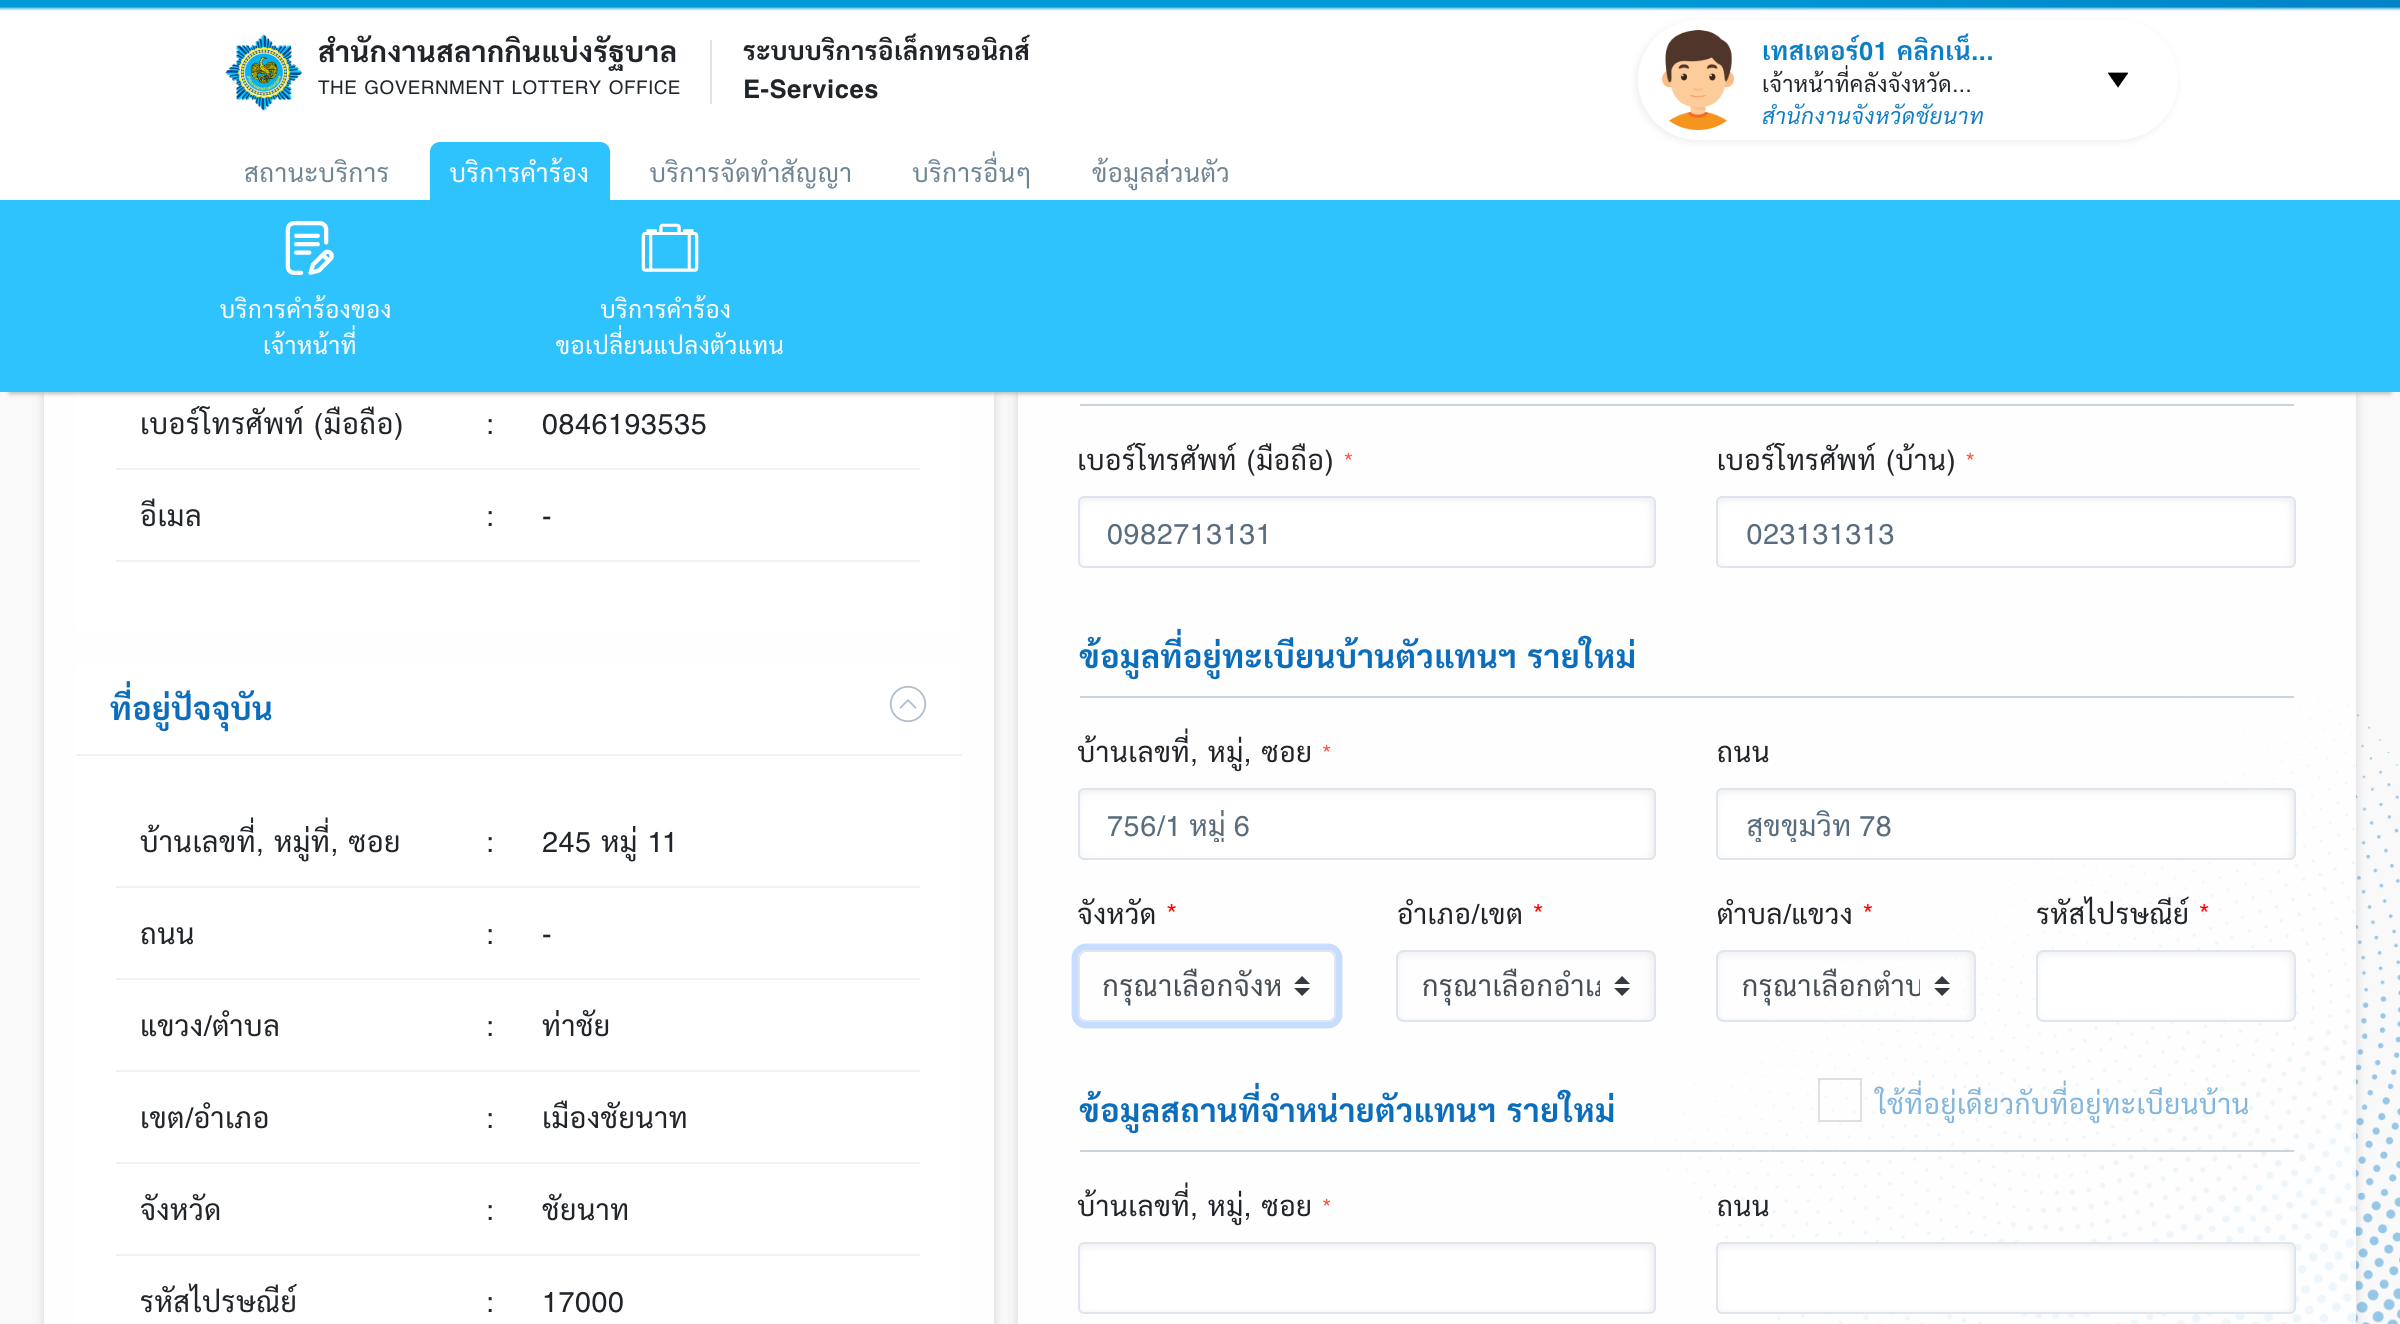 สำนักงานสลากกินแบ่งรัฐบาล
THE GOVERNMENT LOTTERY OFFICE
ระบบบริการอิเล็กทรอนิกส์
E-Services
เทสเตอร์01 คลิกเน็...
เจ้าหน้าที่คลังจังหวัด...
สำนักงานจังหวัดชัยนาท
สถานะบริการ
บริการคำร้อง
บริการจัดทำสัญญา
บริการอื่นๆ
ข้อมูลส่วนตัว
บริการคำร้องของ
เจ้าหน้าที่
บริการคำร้อง
ขอเปลี่ยนแปลงตัวแทน
เบอร์โทรศัพท์ (มือถือ) : 0846193535
อีเมล : -
ที่อยู่ปัจจุบัน
บ้านเลขที่, หมู่ที่, ซอย : 245 หมู่ 11
ถนน : -
แขวง/ตำบล : ท่าชัย
เขต/อำเภอ : เมืองชัยนาท
จังหวัด : ชัยนาท
รหัสไปรษณีย์ : 17000
เบอร์โทรศัพท์ (มือถือ) *
0982713131
เบอร์โทรศัพท์ (บ้าน) *
023131313
ข้อมูลที่อยู่ทะเบียนบ้านตัวแทนฯ รายใหม่
บ้านเลขที่, หมู่, ซอย *
756/1 หมู่ 6
ถนน
สุขขุมวิท 78
จังหวัด *
กรุณาเลือกจังห
อำเภอ/เขต *
กรุณาเลือกอำเภ
ตำบล/แขวง *
กรุณาเลือกตำบ
รหัสไปรษณีย์ *
ข้อมูลสถานที่จำหน่ายตัวแทนฯ รายใหม่
ใช้ที่อยู่เดียวกับที่อยู่ทะเบียนบ้าน
บ้านเลขที่, หมู่, ซอย *
ถนน